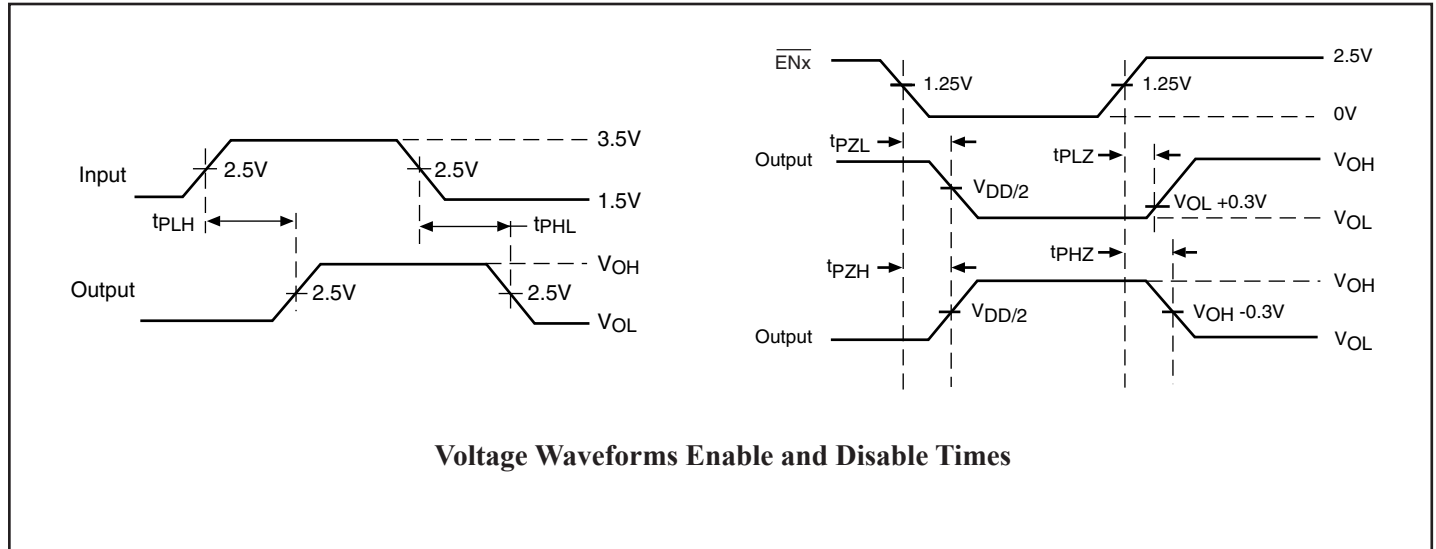 3.5V
Input
2.5V
2.5V
1.5V
tPLH
tPHL
VOH
Output
2.5V
2.5V
VOL
ENx
2.5V
1.25V
1.25V
0V
tPZL
tPLZ
Output
VOH
VDD/2
VOL +0.3V
VOL
tPZH
tPHZ
VOH
VDD/2
VOH -0.3V
Output
VOL
Voltage Waveforms Enable and Disable Times